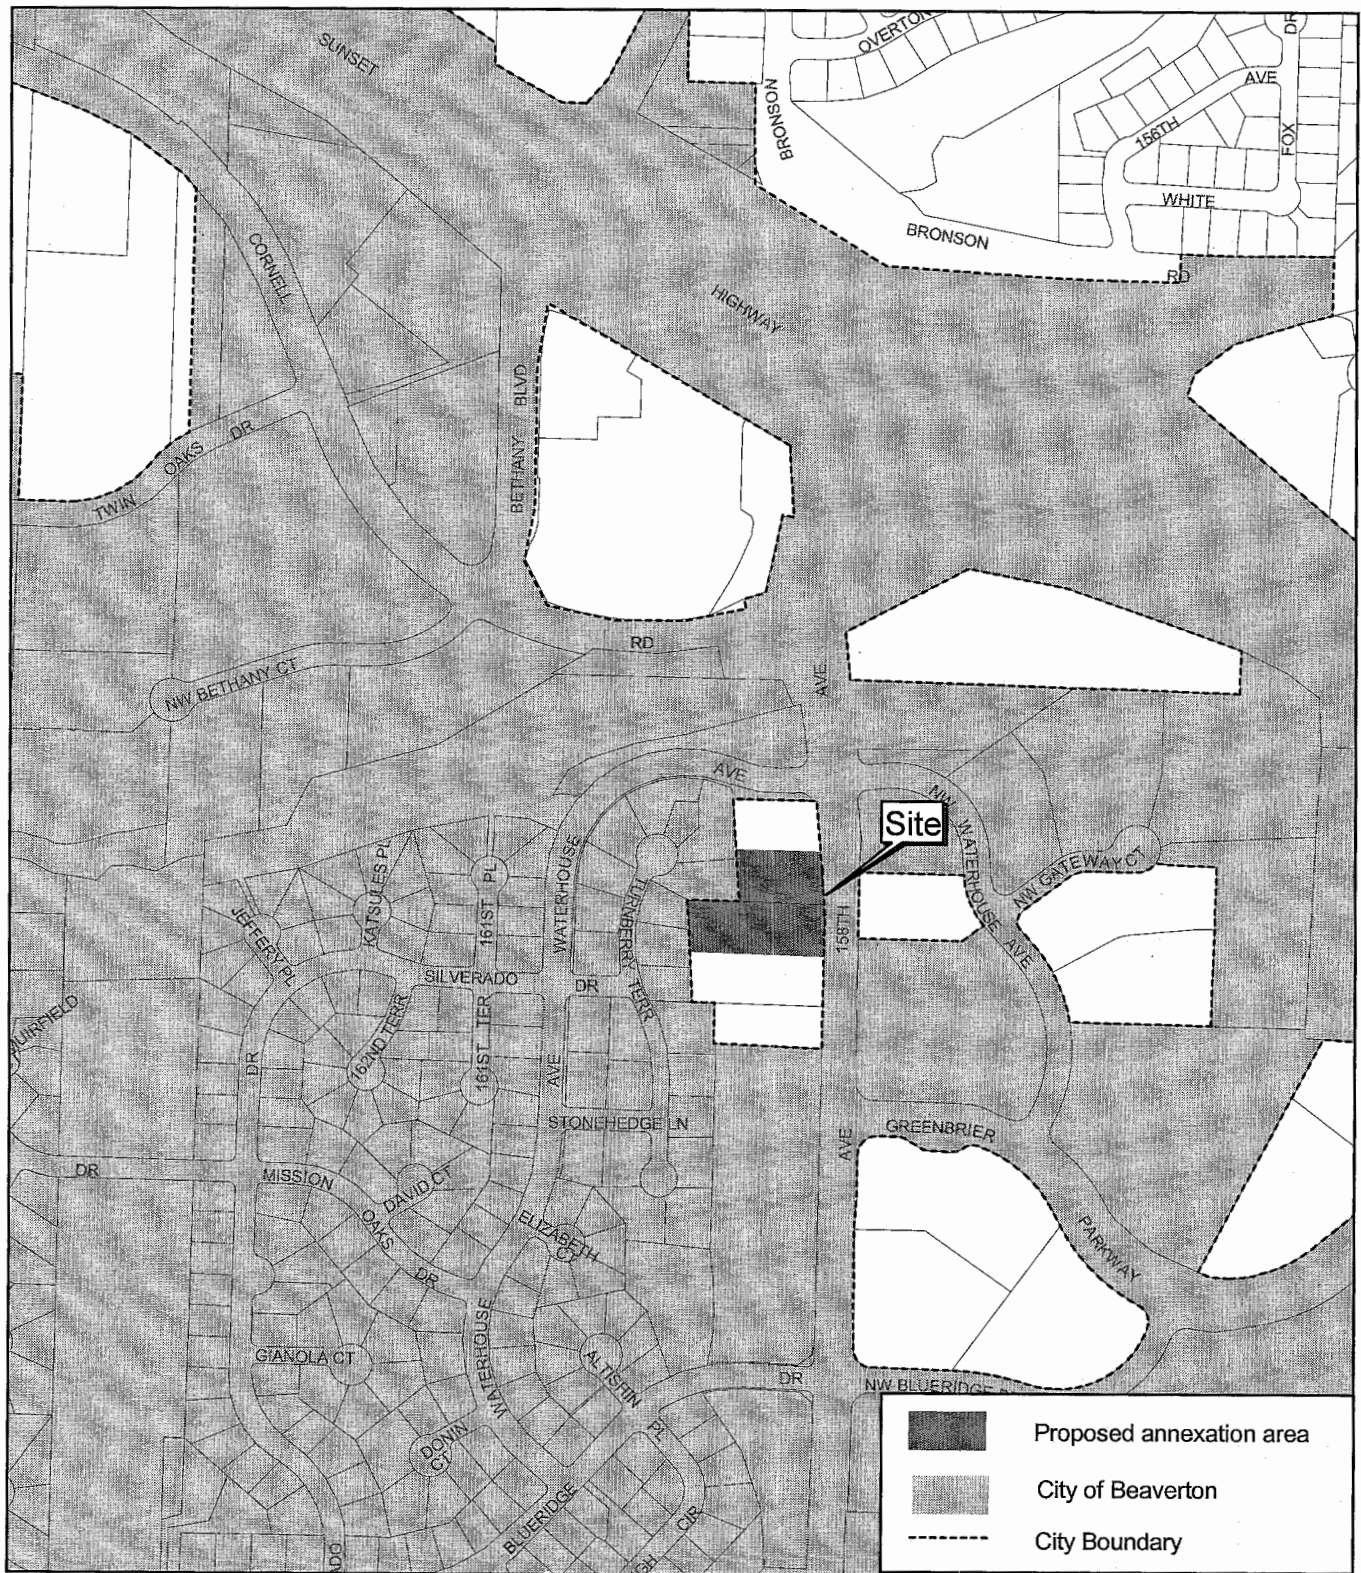 SUNSET
OVERTON
DR
BRONSON
AVE
156TH
FOX
WHITE
BRONSON
RD
CORNELL
HIGHWAY
BETHANY BLVD
TWIN OAKS DR
RD
AVE
NW BETHANY CT
AVE
NW WATERHOUSE AVE
Site
NW GATEWAY CT
KATSULES PL
161ST PL
WATERHOUSE
TURNBERRY TERR
158TH
JEFFERY PL
SILVERADO
DR
162ND TERR
161ST TER
AVE
DR
STONEHEDGE LN
GREENBRIER
AVE
DR
MISSION
OAKS
DR
DAVID CT
ELIZABETH
CT
PARKWAY
WATERHOUSE
GIANOLA CT
ALTISHIN
PL
DR
NW BLUERIDGE
DONIN
CT
BLUERIDGE
CIR
Proposed annexation area
City of Beaverton
City Boundary